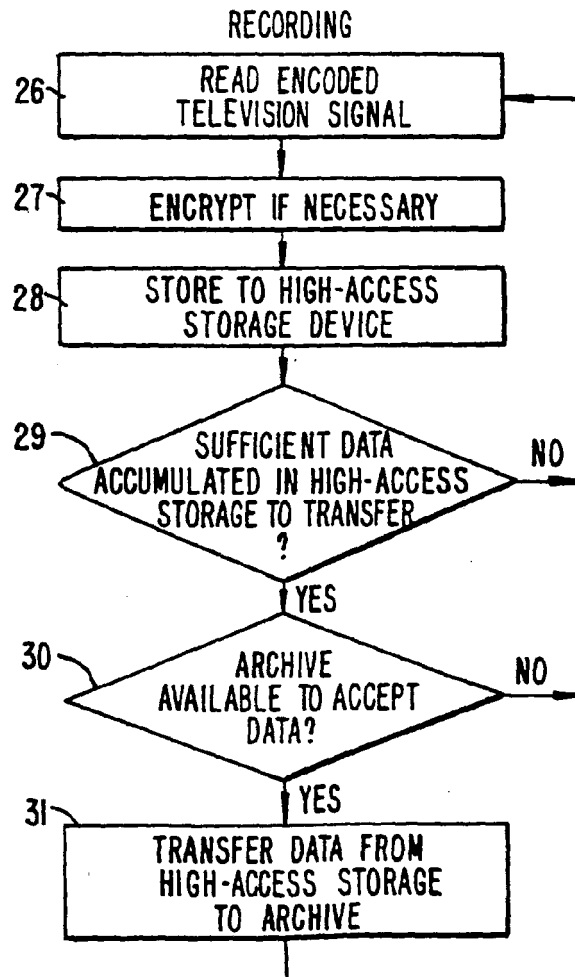 RECORDING
26
READ ENCODED
TELEVISION SIGNAL
27
ENCRYPT IF NECESSARY
28
STORE TO HIGH-ACCESS
STORAGE DEVICE
29
SUFFICIENT DATA
ACCUMULATED IN HIGH-ACCESS
STORAGE TO TRANSFER
?
NO
YES
30
ARCHIVE
AVAILABLE TO ACCEPT
DATA?
NO
YES
31
TRANSFER DATA FROM
HIGH-ACCESS STORAGE
TO ARCHIVE